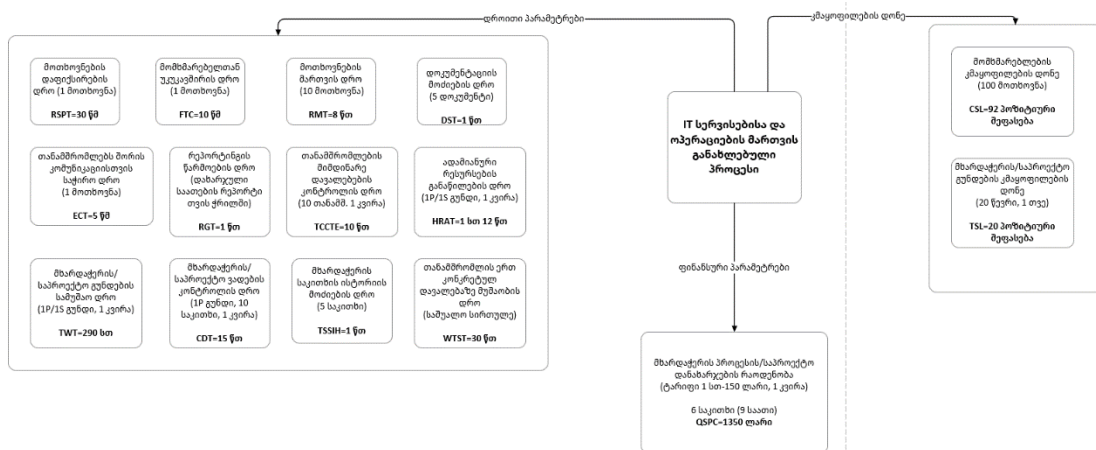 დროითი პარამეტრები
კმაყოფილების დონე
მოთხოვნების
დაფიქსირების
დრო (1 მოთხოვნა)
RSPT=30 წმ
მომხმარებელთან
უკუკავშირის დრო
(1 მოთხოვნა)
FTC=10 წმ
მოთხოვნების
მართვის დრო
(10 მოთხოვნა)
RMT=8 წთ
დოკუმენტაციის
მოძიების დრო
(5 დოკუმენტი)
DST=1 წთ
თანამშრომლებს შორის
კომუნიკაციისთვის
საჭირო დრო
(1 მოთხოვნა)
ECT=5 წმ
რეპორტინგის
წარმოების დრო
(დახარჯული
საათების რეპორტი
თვის ჭრილში)
RGT=1 წთ
თანამშრომლების
მიმდინარე
დავალებების
კონტროლის დრო
(10 თანამშ. 1 კვირა)
TCCTE=10 წთ
ადამიანური
რესურსების
განაწილების დრო
(1P/1S გუნდი, 1 კვირა)
HRAT=1 სთ 12 წთ
მხარდაჭერის/
საპროექტო გუნდების
სამუშაო დრო
(1P/1S გუნდი, 1 კვირა)
TWT=290 სთ
მხარდაჭერის/
საპროექტო ვადების
კონტროლის დრო
(1P გუნდი, 10
საკითხი, 1 კვირა)
CDT=15 წთ
მხარდაჭერის
საკითხის ისტორიის
მოძიების დრო
(5 საკითხი)
TSSIH=1 წთ
თანამშრომლის ერთ
კონკრეტულ
დავალებაზე მუშაობის
დრო
(საშუალო სირთულე)
WTST=30 წთ
IT სერვისებისა და
ოპერაციების მართვის
განახლებული
პროცესი
ფინანსური პარამეტრები
მხარდაჭერის პროცესის/საპროექტო
დანახარჯების რაოდენობა
(ტარიფი 1 სთ-150 ლარი, 1 კვირა)
6 საკითხი (9 საათი)
QSPC=1350 ლარი
მომხმარებლების
კმაყოფილების დონე
(100 მოთხოვნა)
CSL=92 პოზიტიური
შეფასება
მხარდაჭერის/საპროექტო
გუნდების კმაყოფილების
დონე
(20 წევრი, 1 თვე)
TSL=20 პოზიტიური
შეფასება